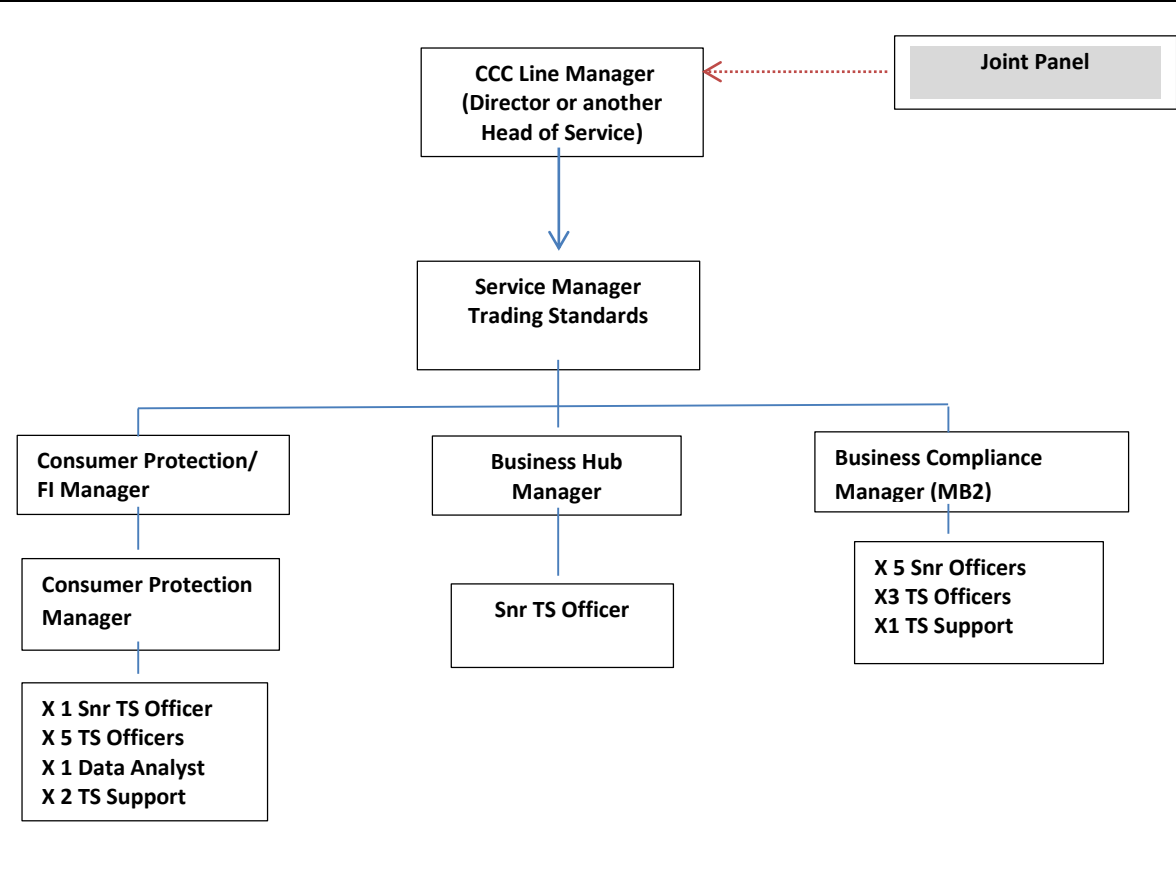 CCC Line Manager
(Director or another
Head of Service)
Joint Panel
Service Manager
Trading Standards
Consumer Protection/
FI Manager
Business Hub
Manager
Business Compliance
Manager (MB2)
Consumer Protection
Manager
Snr TS Officer
X 5 Snr Officers
X3 TS Officers
X1 TS Support
X 1 Snr TS Officer
X 5 TS Officers
X 1 Data Analyst
X 2 TS Support